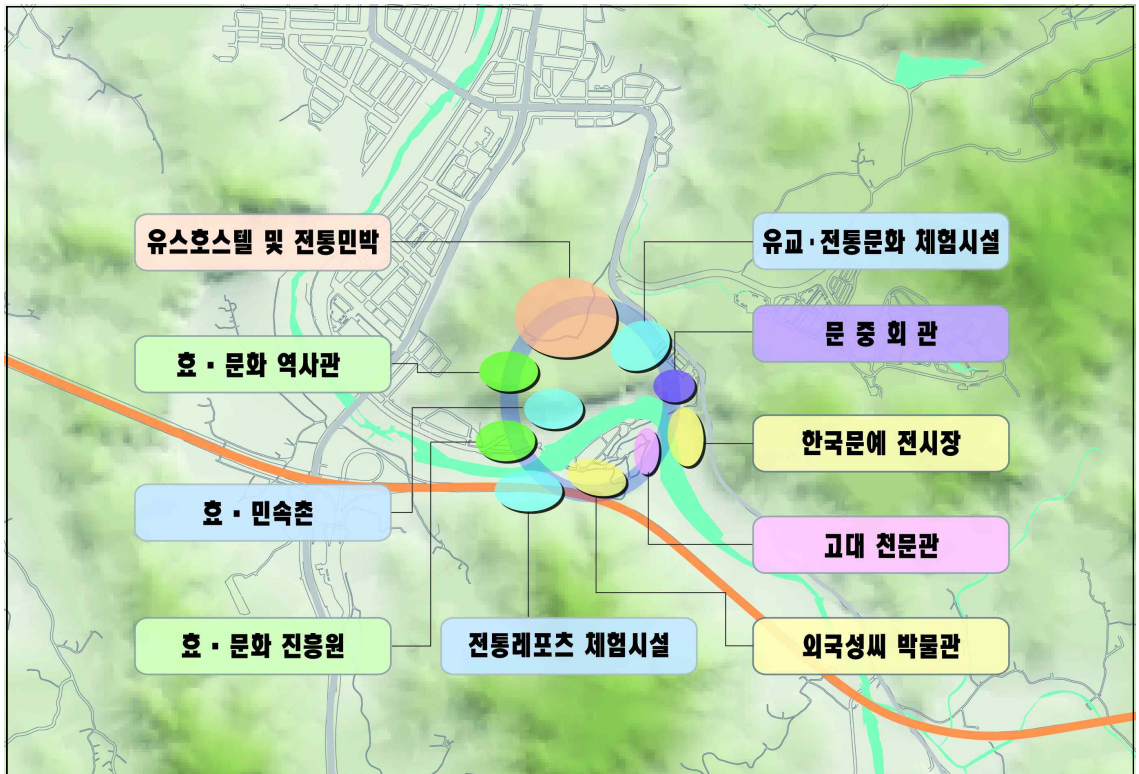 유스호스텔 및 전통민박
유교·전통문화 체험시설
문 중 회 관
효·문화 역사관
한국문예 전시장
효·민속촌
고대 천문관
효·문화 진흥원
전통레포츠 체험시설
외국성씨 박물관